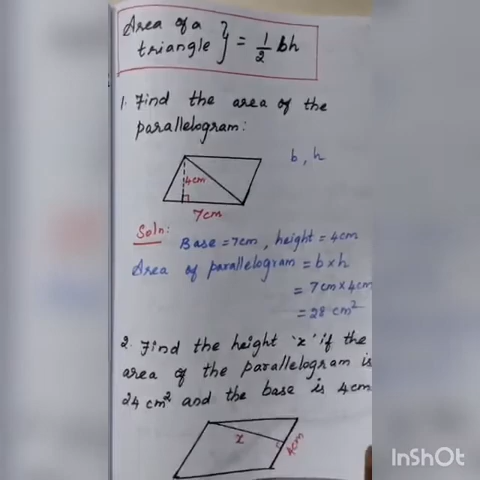 Area of a
triangle } = 1/2 bh
1. Find the area of the
parallelogram:
b, h
4cm
7cm
Soln:
Base = 7cm, height = 4cm
Area of parallelogram = b x h
= 7cm x 4cm
= 28 cm²
2. Find the height 'x' if the
area of the parallelogram is
24 cm² and the base is 4cm
x
4cm
InShOt